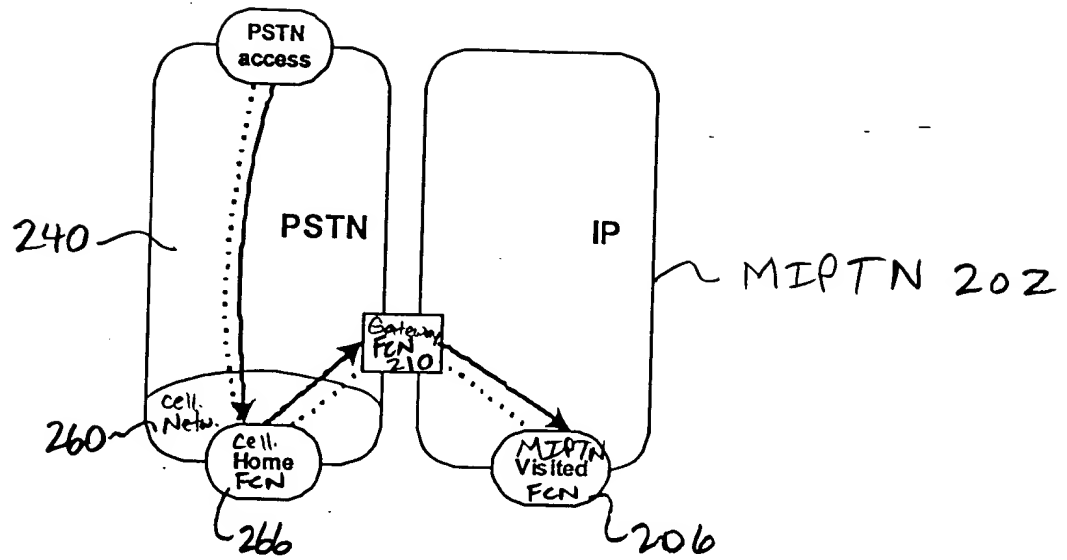 PSTN
access
240
PSTN
IP
MIPTN 202
Gateway
FCN
210
Cell.
Netw.
260
Cell.
Home
FCN
266
MIPTN
Visited
FCN
206